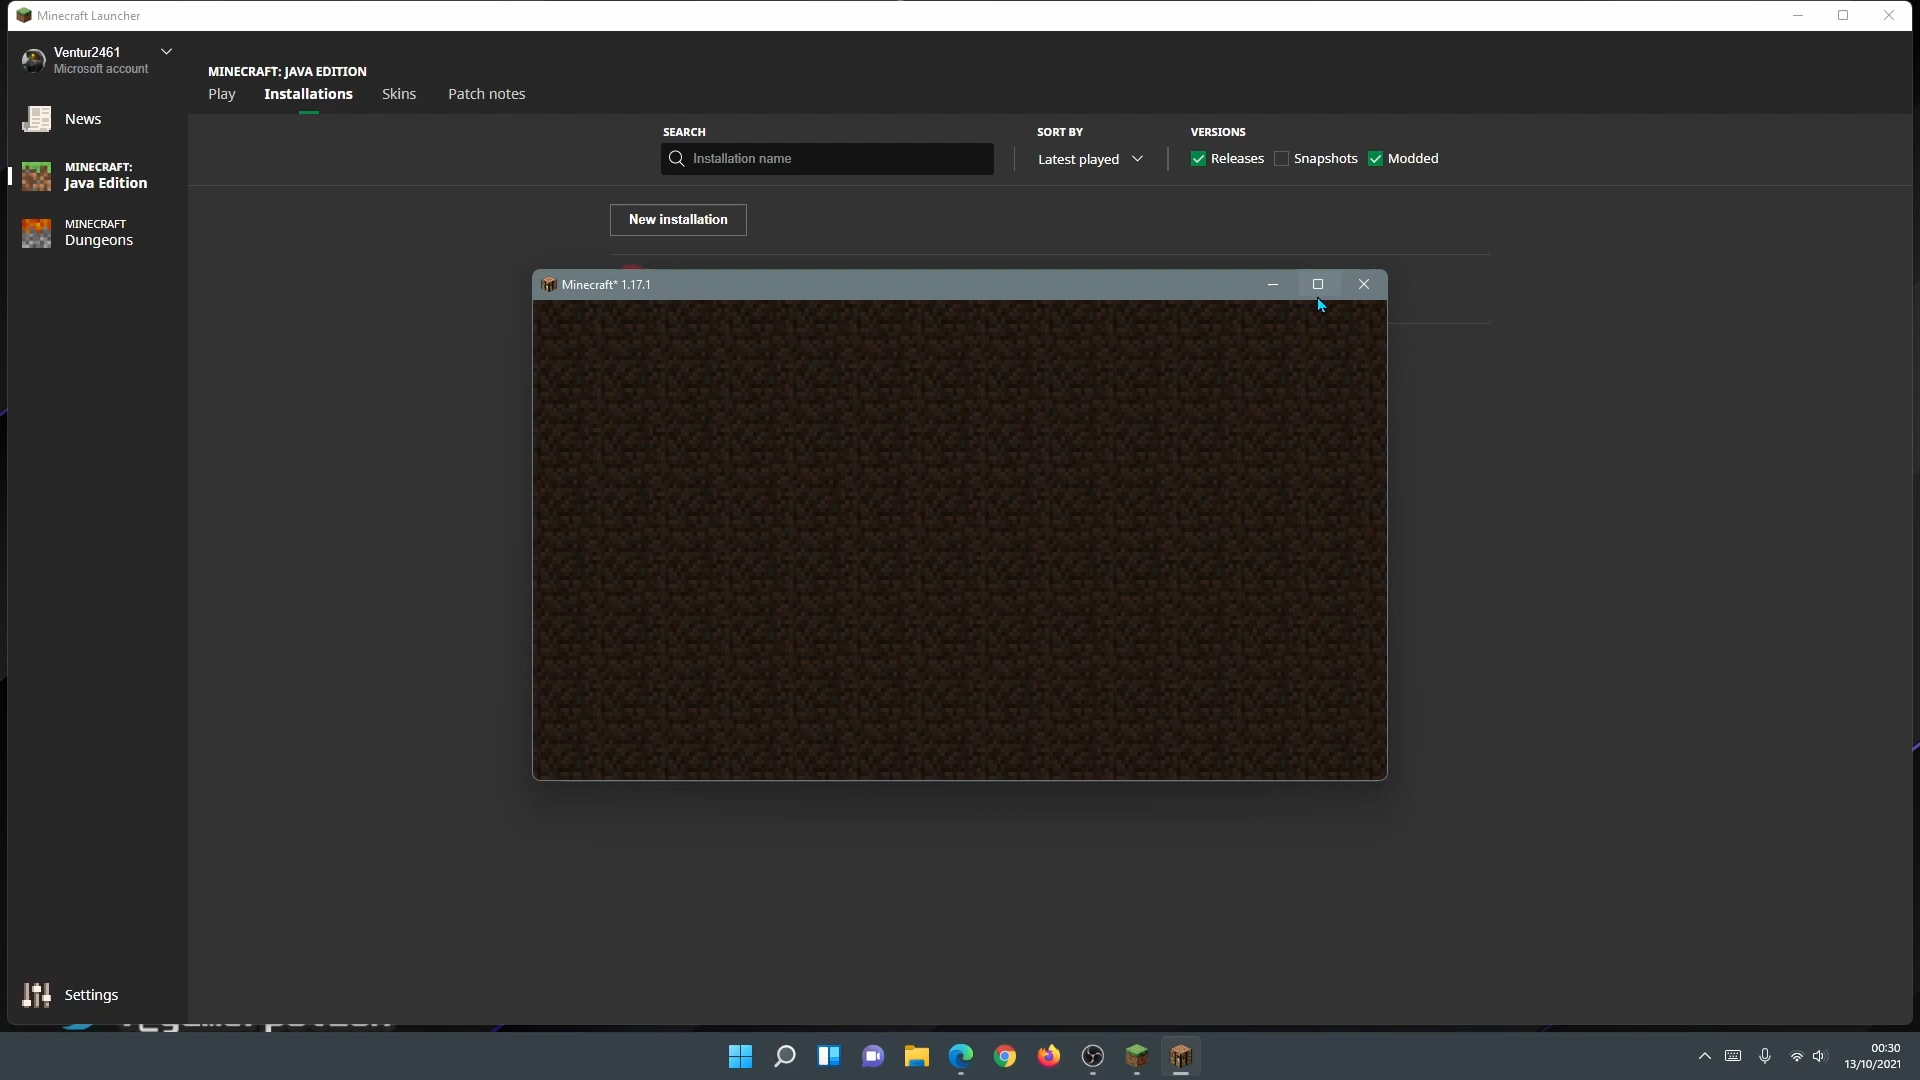 Minecraft Launcher
Ventur2461
Microsoft account
News
MINECRAFT:
Java Edition
MINECRAFT
Dungeons
Settings
MINECRAFT: JAVA EDITION
Play Installations Skins Patch notes
SEARCH
Installation name
SORT BY
Latest played
VERSIONS
Releases Snapshots Modded
New installation
Minecraft* 1.17.1
00:30
13/10/2021